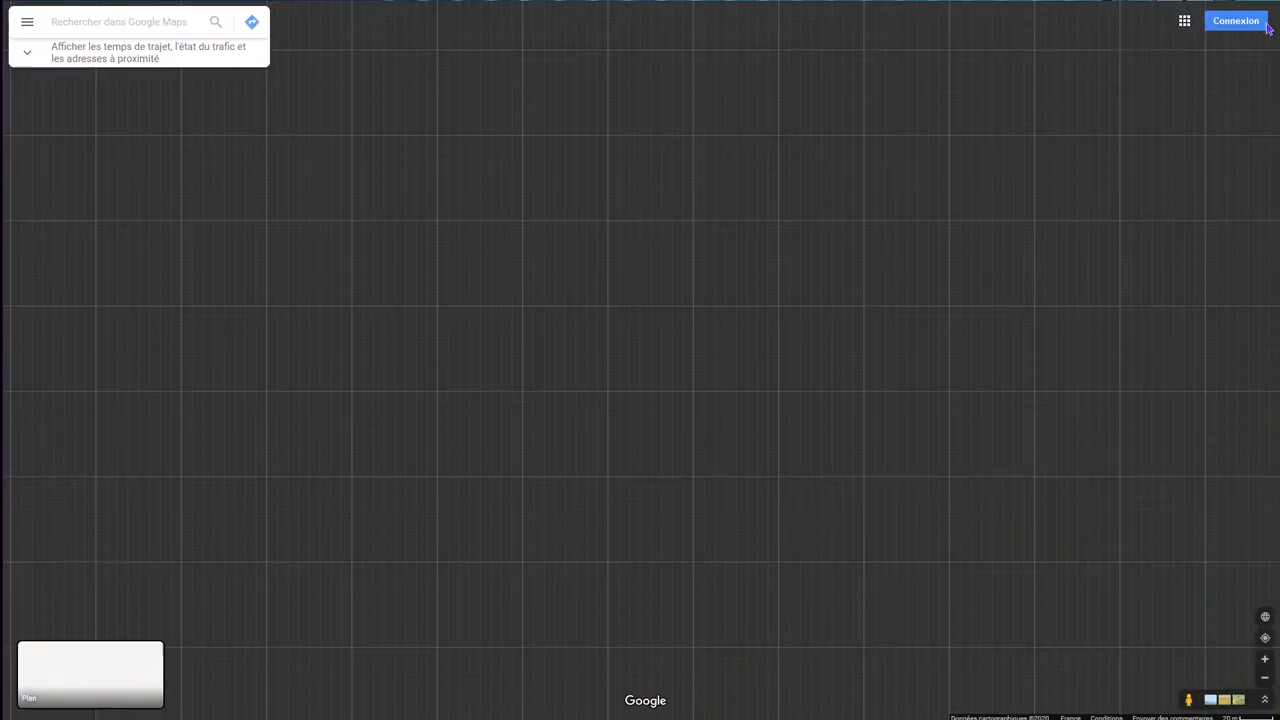 Rechercher dans Google Maps
Connexion
Afficher les temps de trajet, l'état du trafic et
les adresses à proximité
Plan
Google
Données cartographiques ©2020 France Conditions Envoyer des commentaires 20 m